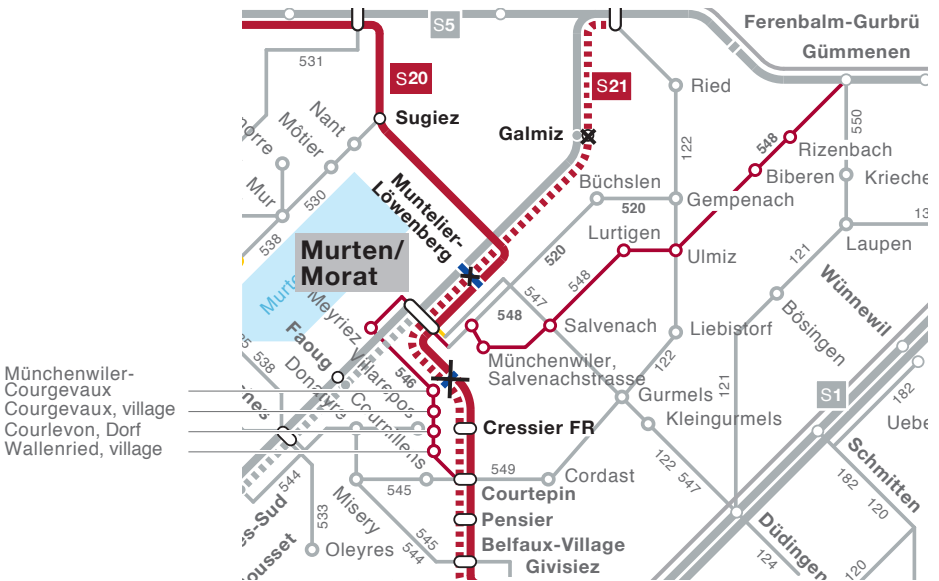 S5
Ferenbalm-Gurbrü
Gümmenen
531
S20
S21
Ried
550
Sugiez
Nant
Môtier
Galmiz
122
548
Rizenbach
Biberen
Mur
530
538
Muntelier-
Löwenberg
Büchslen
520
Gempenach
Lurtigen
520
Ulmiz
Laupen
121
Murten/
Morat
Meyriez
547
548
548
Salvenach
Bösingen
Wünnewil
Liebistorf
Faoug
538
546
Münchenwiler,
Salvenachstrasse
122
121
S1
182
Münchenwiler-
Courgevaux
Courgevaux, village
Courlevon, Dorf
Wallenried, village
Donatyre
Villarepos
Courmillens
Gurmels
Kleingurmels
Cressier FR
Schmitten
182
120
544
533
Misery
545
549
Cordast
122
547
Courtepin
Pensier
Düdingen
Oleyres
545
544
Belfaux-Village
Givisiez
124
120